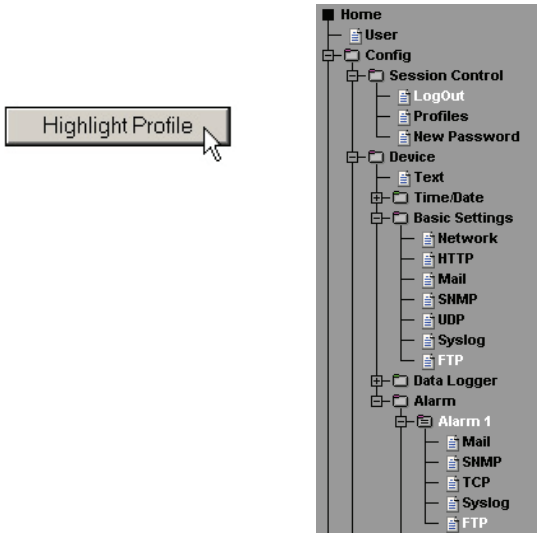 Highlight Profile
Home
User
Config
Session Control
LogOut
Profiles
New Password
Device
Text
Time/Date
Basic Settings
Network
HTTP
Mail
SNMP
UDP
Syslog
FTP
Data Logger
Alarm
Alarm 1
Mail
SNMP
TCP
Syslog
FTP